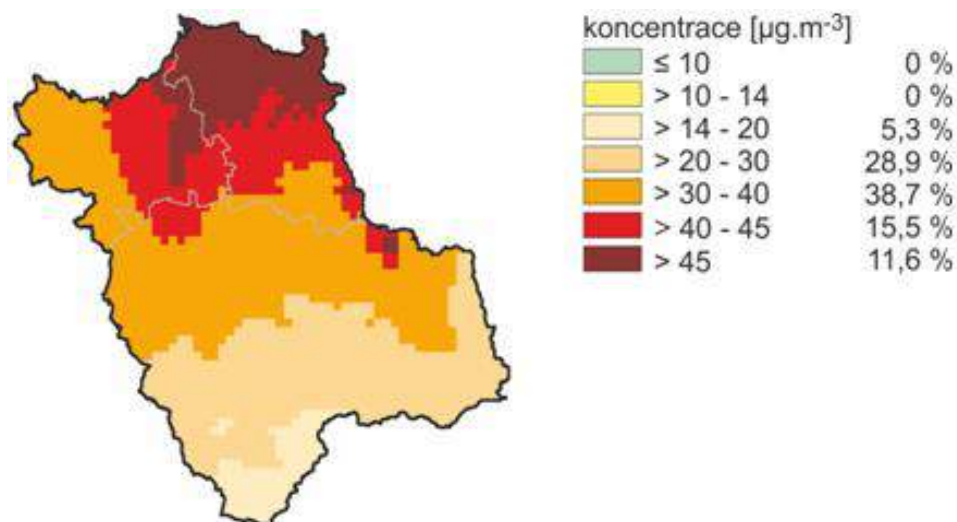 koncentrace [µg.m-3]
≤ 10 0 %
> 10 - 14 0 %
> 14 - 20 5,3 %
> 20 - 30 28,9 %
> 30 - 40 38,7 %
> 40 - 45 15,5 %
> 45 11,6 %